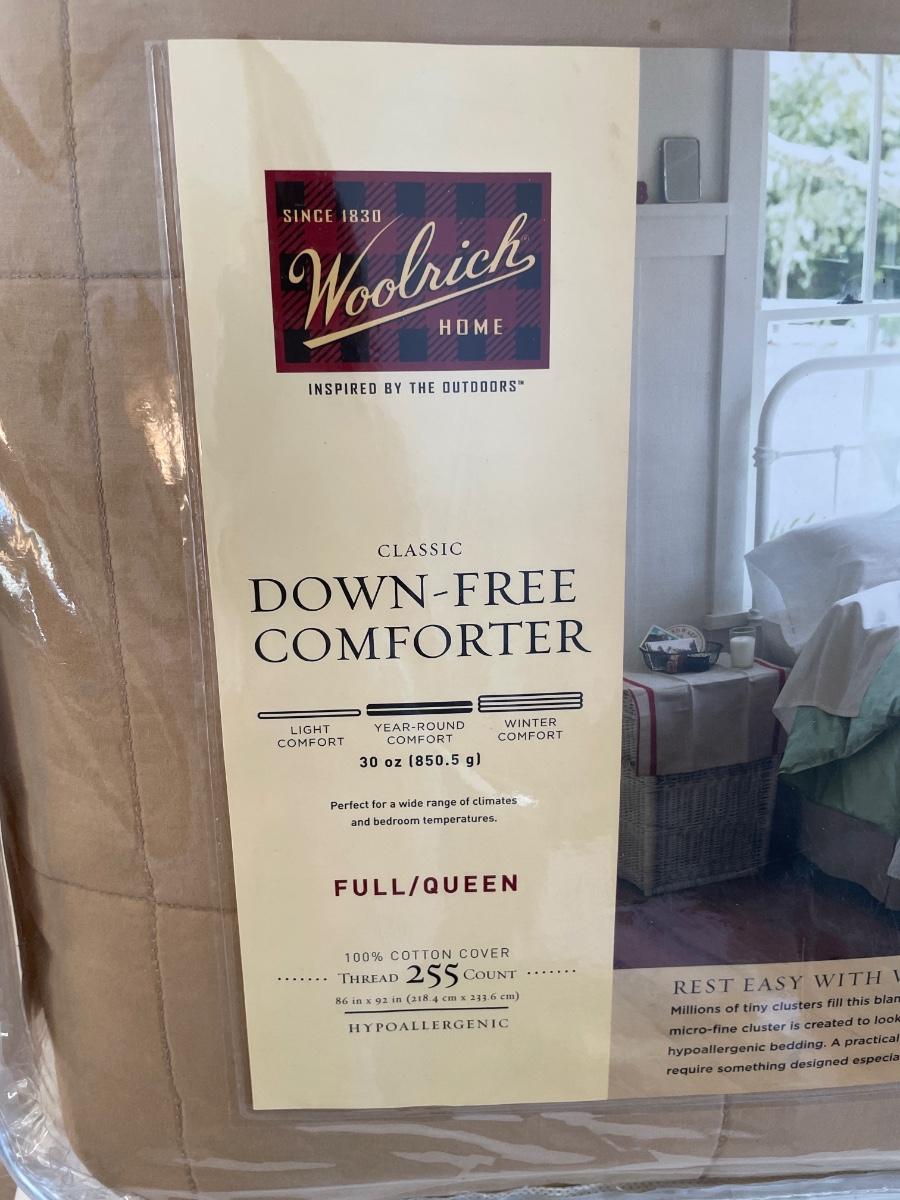 SINCE 1830
Woolrich®
HOME
INSPIRED BY THE OUTDOORS™
CLASSIC
DOWN-FREE
COMFORTER
LIGHT
COMFORT
YEAR-ROUND
COMFORT
WINTER
COMFORT
30 oz (850.5 g)
Perfect for a wide range of climates
and bedroom temperatures.
FULL/QUEEN
100% COTTON COVER
THREAD 255 COUNT
86 in x 92 in (218.4 cm x 233.6 cm)
HYPOALLERGENIC
REST EASY WITH
Millions of tiny clusters fill this
micro-fine cluster is created to look
hypoallergenic bedding. A practical
require something designed